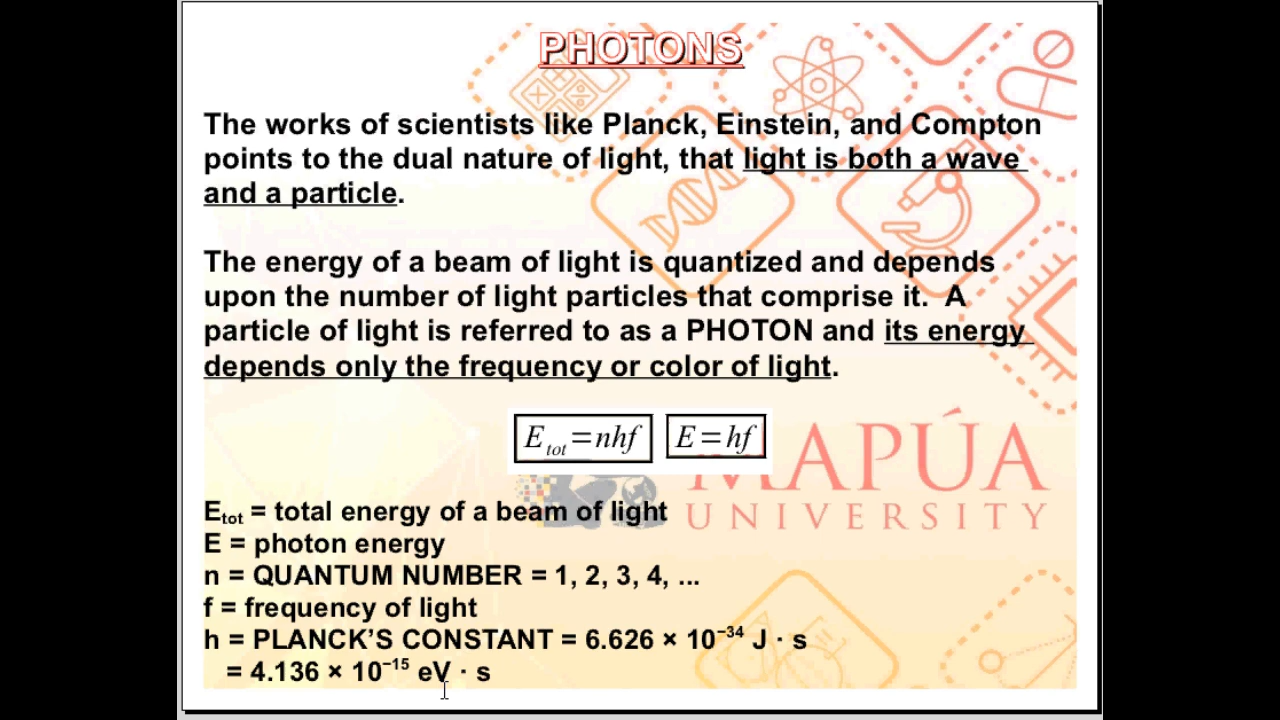 PHOTONS
The works of scientists like Planck, Einstein, and Compton
points to the dual nature of light, that light is both a wave
and a particle.
The energy of a beam of light is quantized and depends
upon the number of light particles that comprise it.  A
particle of light is referred to as a PHOTON and its energy
depends only the frequency or color of light.
E_tot = nhf   E = hf
MAPÚA
UNIVERSITY
E_tot = total energy of a beam of light
E = photon energy
n = QUANTUM NUMBER = 1, 2, 3, 4, ...
f = frequency of light
h = PLANCK’S CONSTANT = 6.626 × 10⁻³⁴ J · s
= 4.136 × 10⁻¹⁵ eV · s